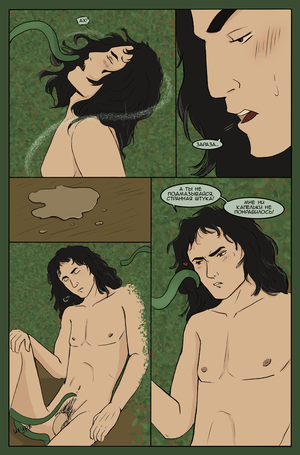 АХ!
ЗАРАЗА...
А ТЫ НЕ
ПОДМАЗЫВАЙСЯ,
СТРАННАЯ ШТУКА!
МНЕ НИ
КАПЕЛЬКИ НЕ
ПОНРАВИЛОСЬ!